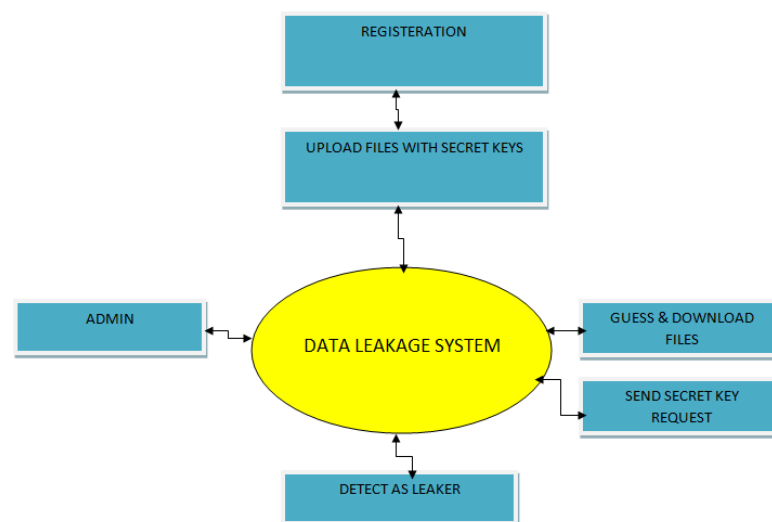 REGISTERATION
UPLOAD FILES WITH SECRET KEYS
ADMIN
DATA LEAKAGE SYSTEM
GUESS & DOWNLOAD
FILES
SEND SECRET KEY
REQUEST
DETECT AS LEAKER